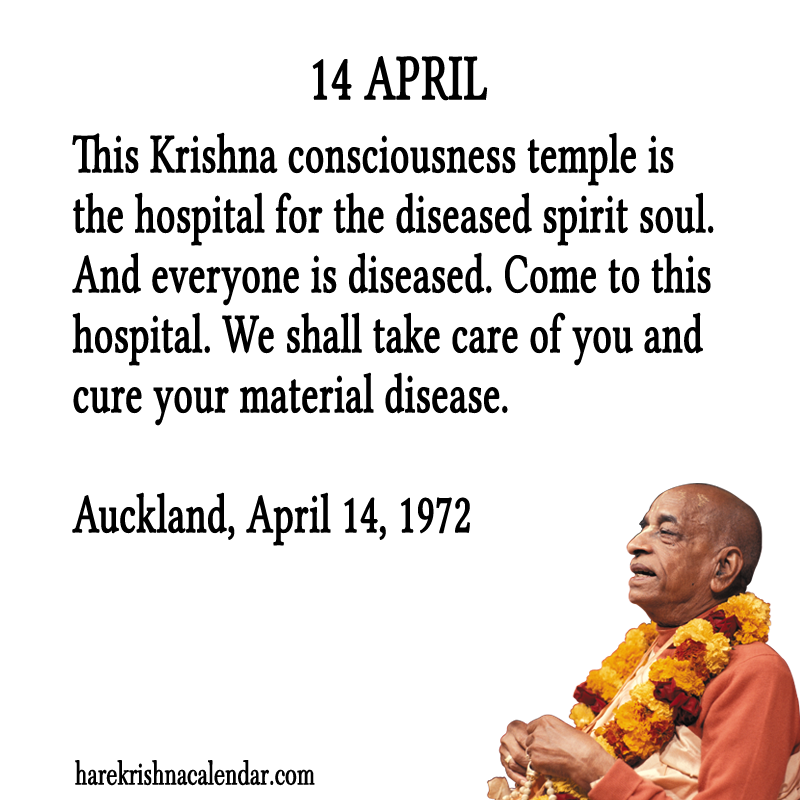 14 APRIL
This Krishna consciousness temple is
the hospital for the diseased spirit soul.
And everyone is diseased. Come to this
hospital. We shall take care of you and
cure your material disease.
Auckland, April 14, 1972
harekrishnacalendar.com